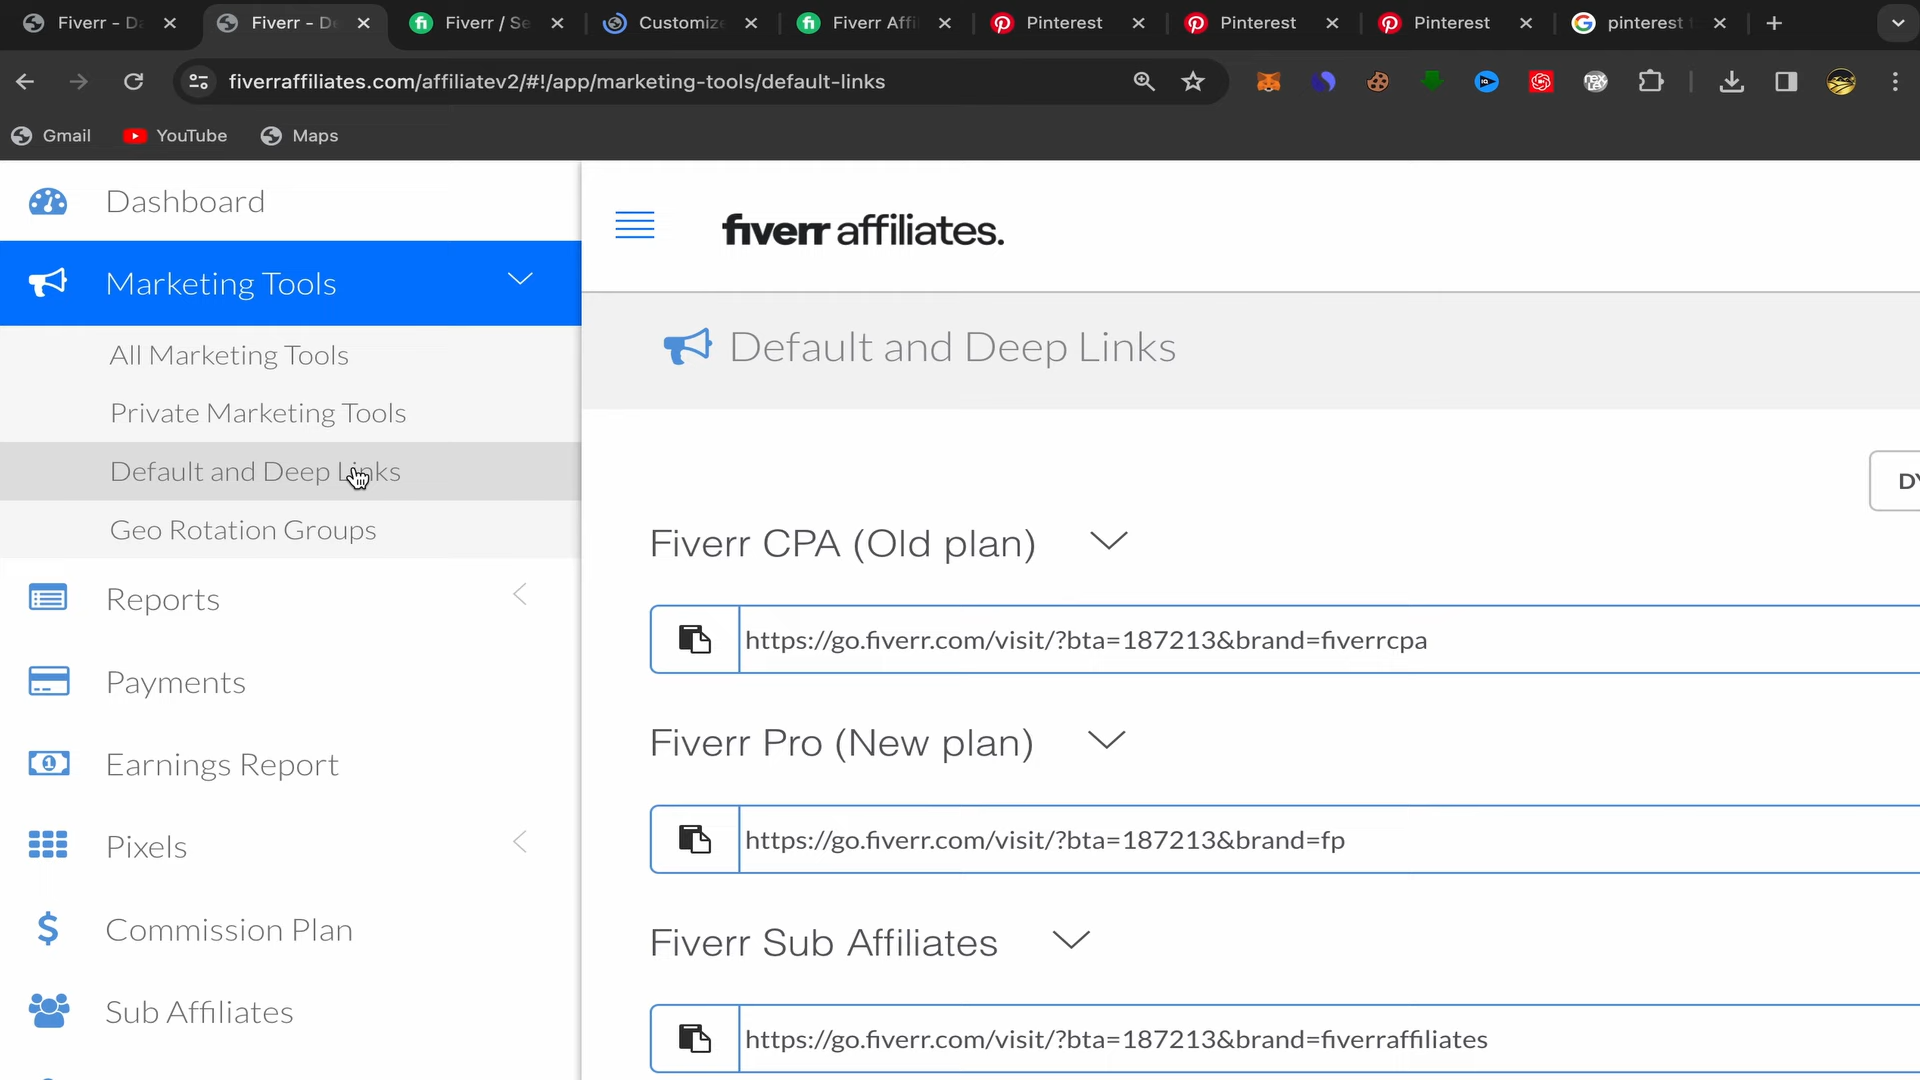 Fiverr - D
Fiverr - De
Fiverr / Se
Customize
Fiverr Affi
Pinterest
Pinterest
Pinterest
pinterest
fiverraffiliates.com/affiliatev2/#!/app/marketing-tools/default-links
Gmail
YouTube
Maps
Dashboard
Marketing Tools
All Marketing Tools
Private Marketing Tools
Default and Deep Links
Geo Rotation Groups
Reports
Payments
Earnings Report
Pixels
Commission Plan
Sub Affiliates
fiverr affiliates.
Default and Deep Links
DY
Fiverr CPA (Old plan)
https://go.fiverr.com/visit/?bta=187213&brand=fiverrcpa
Fiverr Pro (New plan)
https://go.fiverr.com/visit/?bta=187213&brand=fp
Fiverr Sub Affiliates
https://go.fiverr.com/visit/?bta=187213&brand=fiverraffiliates